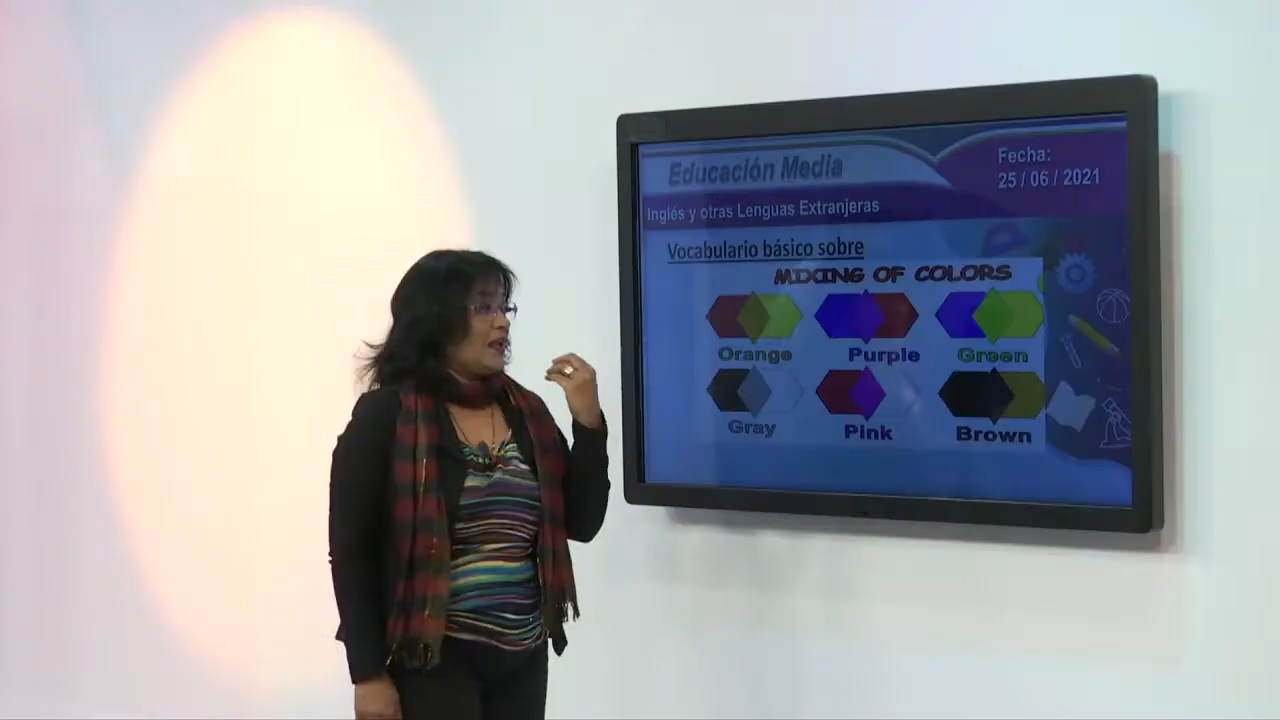 Educación Media
Fecha:
25 / 06 / 2021
Inglés y otras Lenguas Extranjeras
Vocabulario básico sobre
MIXING OF COLORS
Orange Purple Green
Gray Pink Brown